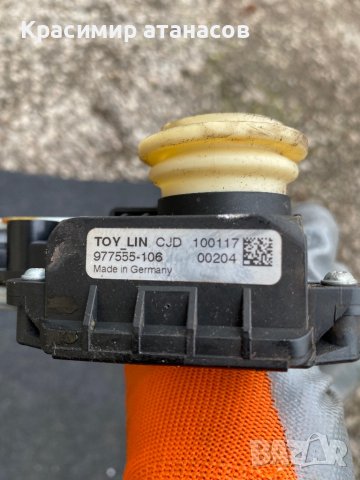 Красимир атанасов
TOY_LIN CJD 100117
977555-106 00204
Made in Germany
BAZAR